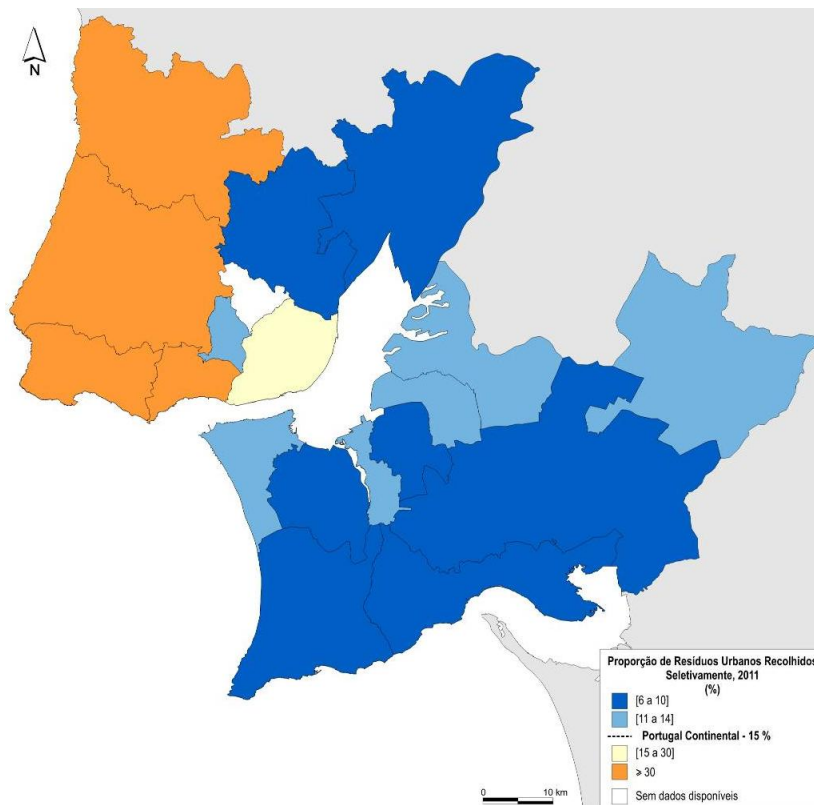 N
Proporção de Resíduos Urbanos Recolhidos
Seletivamente, 2011
(%)
[6 a 10]
[11 a 14]
Portugal Continental - 15 %
[15 a 30]
⩾ 30
Sem dados disponíveis
0 10 km